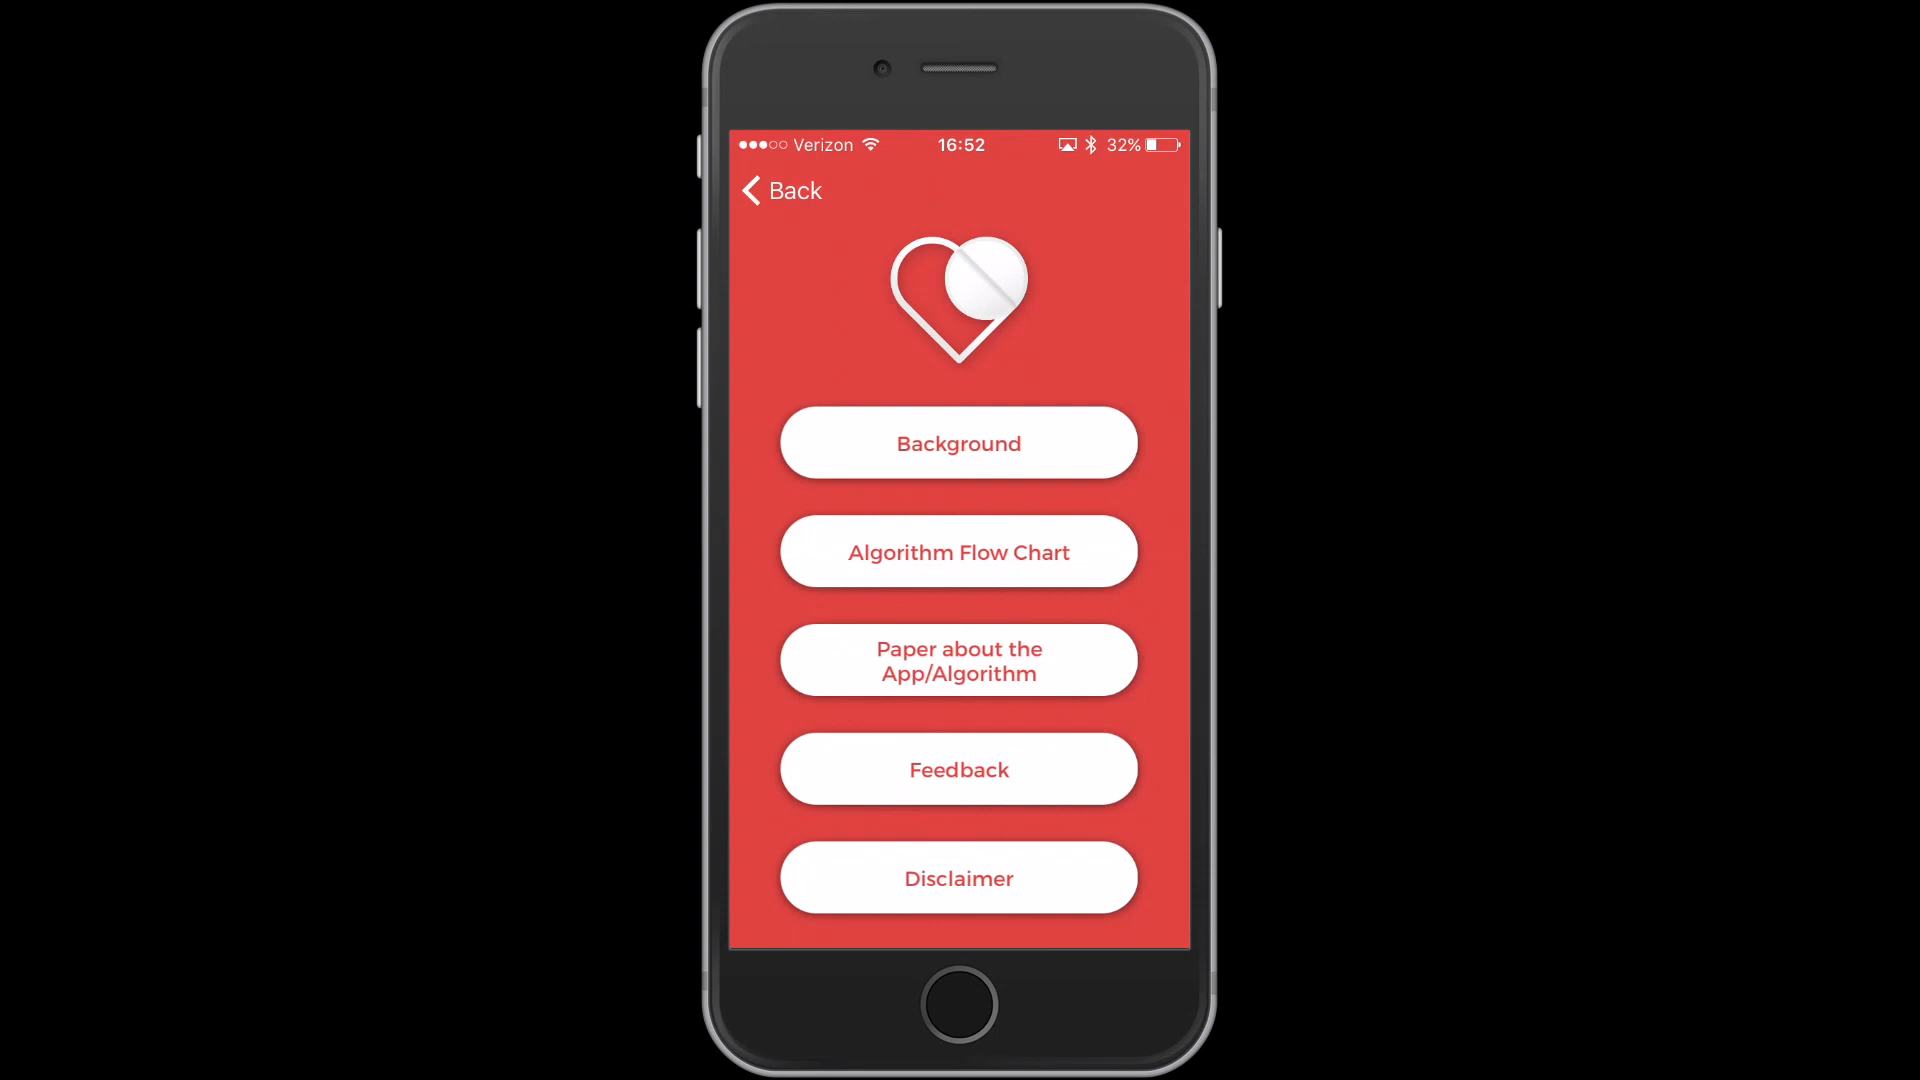 Verizon 16:52 32%
Back
Background
Algorithm Flow Chart
Paper about the
App/Algorithm
Feedback
Disclaimer